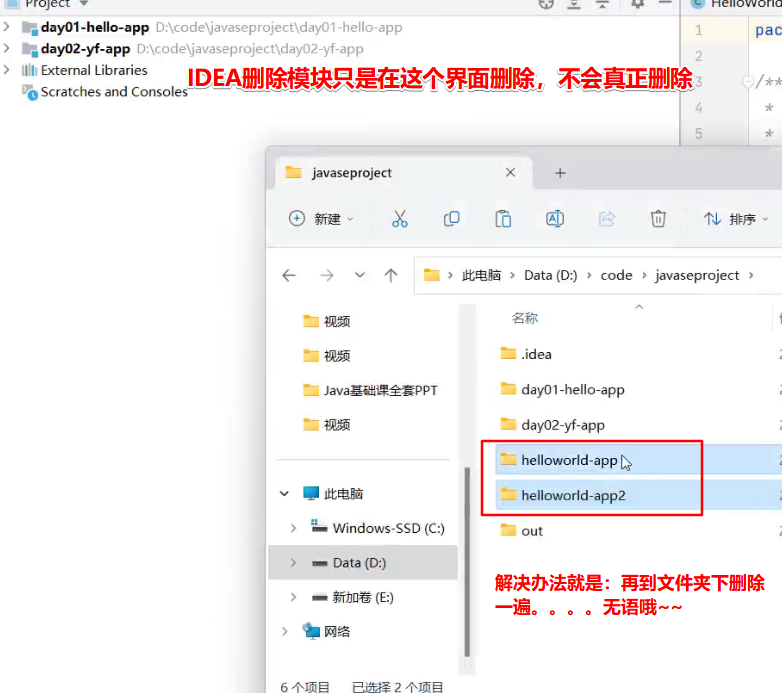 Project
HelloWorld
day01-hello-app D:\code\javaseproject\day01-hello-app
1
day02-yf-app D:\code\javaseproject\day02-yf-app
2
External Libraries
IDEA删除模块只是在这个界面删除，不会真正删除
3 /**
Scratches and Consoles
4 *
5 *
javaseproject
新建
排序
此电脑 > Data (D:) > code > javaseproject >
名称
视频
.idea
视频
day01-hello-app
Java基础课全套PPT
day02-yf-app
视频
helloworld-app
此电脑
helloworld-app2
Windows-SSD (C:)
out
Data (D:)
解决办法就是：再到文件夹下删除
一遍。。。。无语哦~~
新加卷 (E:)
网络
6 个项目 已选择 2 个项目